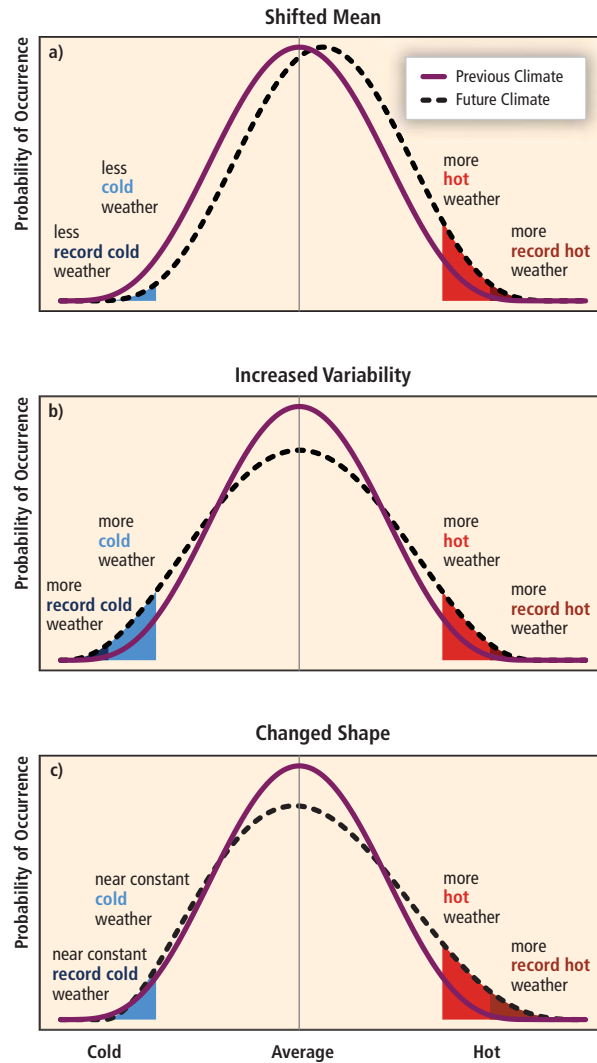 Shifted Mean
a)
Probability of Occurrence
Previous Climate
Future Climate
less
cold
weather
less
record cold
weather
more
hot
weather
more
record hot
weather
Increased Variability
b)
Probability of Occurrence
more
cold
weather
more
record cold
weather
more
hot
weather
more
record hot
weather
Changed Shape
c)
Probability of Occurrence
near constant
cold
weather
near constant
record cold
weather
more
hot
weather
more
record hot
weather
Cold
Average
Hot